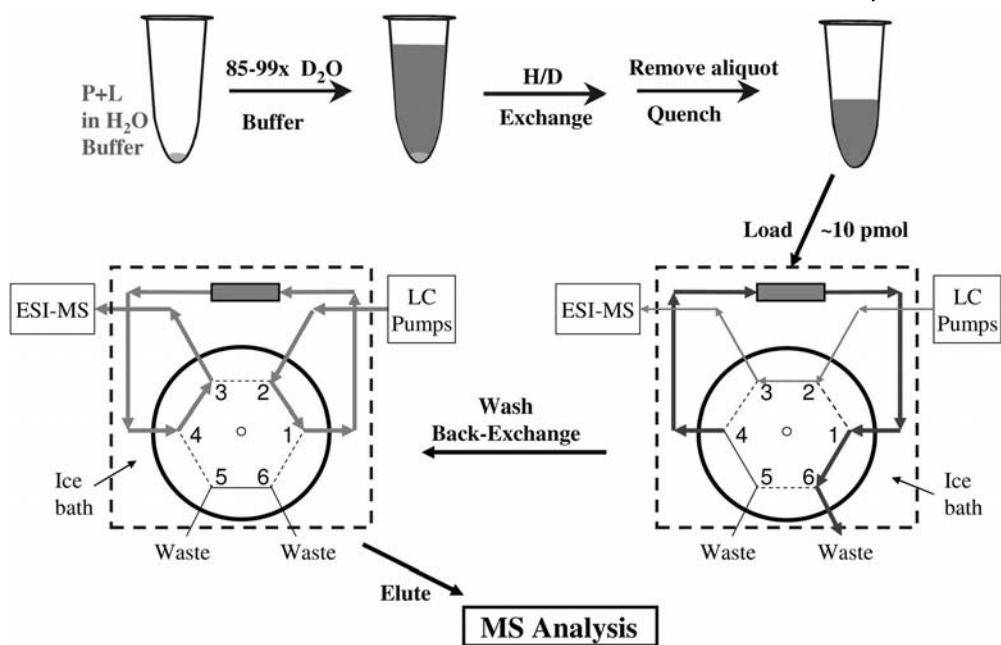 P+L
in H₂O
Buffer
85-99x D₂O
Buffer
H/D
Exchange
Remove aliquot
Quench
Load ~10 pmol
ESI-MS
LC
Pumps
3 2
4 1
5 6
Ice
bath
Waste Waste
Wash
Back-Exchange
ESI-MS
LC
Pumps
3 2
4 1
5 6
Ice
bath
Waste Waste
Elute
MS Analysis